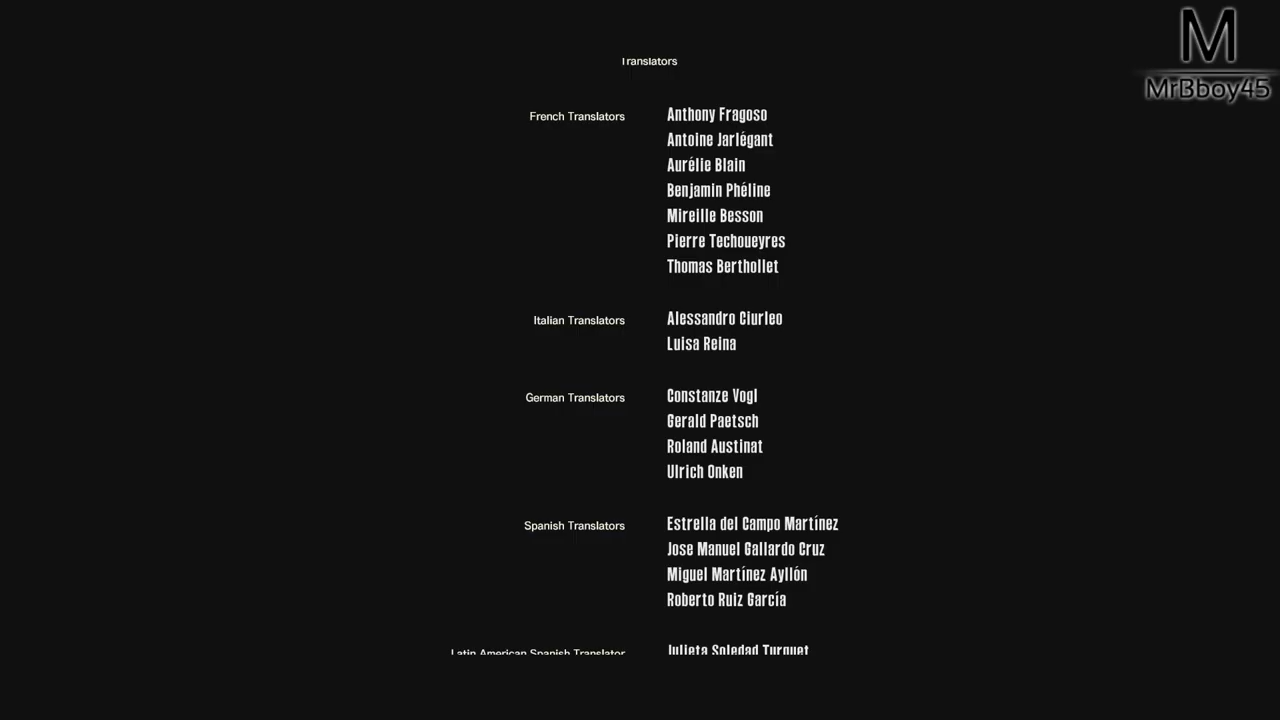 M
MrBboy45
Translators
French Translators Anthony Fragoso
Antoine Jarlégant
Aurélie Blain
Benjamin Phéline
Mireille Besson
Pierre Techoueyres
Thomas Berthollet
Italian Translators Alessandro Ciurleo
Luisa Reina
German Translators Constanze Vogl
Gerald Paetsch
Roland Austinat
Ulrich Onken
Spanish Translators Estrella del Campo Martínez
Jose Manuel Gallardo Cruz
Miguel Martínez Ayllón
Roberto Ruiz García
Latin American Spanish Translator Julieta Soledad Turquet